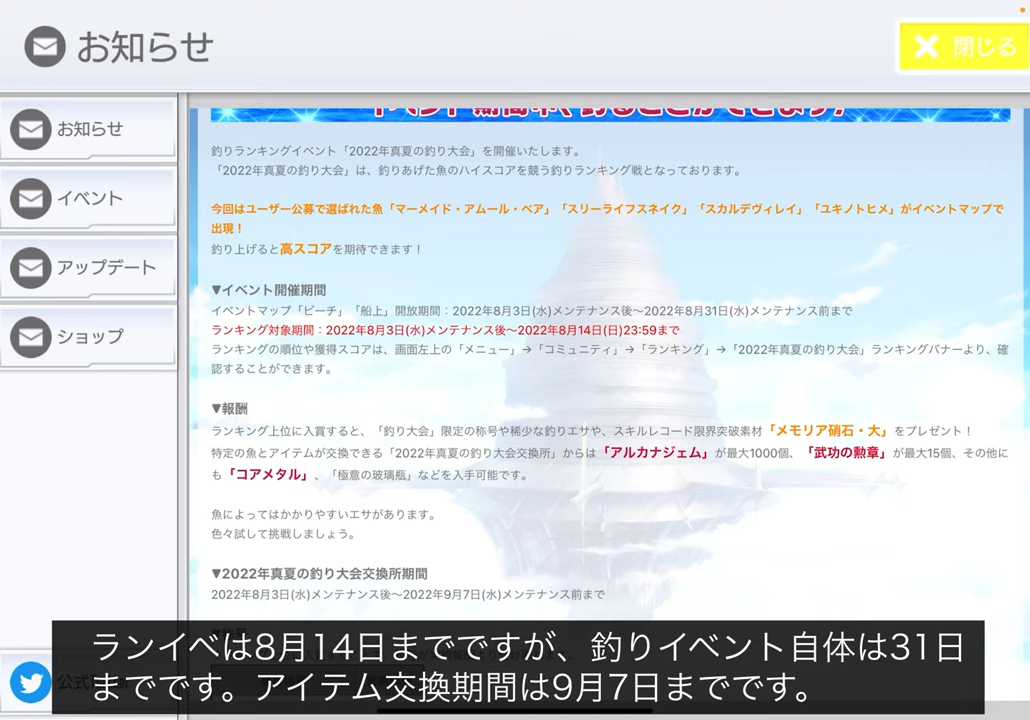 お知らせ
閉じる
お知らせ
イベント
アップデート
ショップ
イベント期間中、釣ることができます!
釣りランキングイベント「2022年真夏の釣り大会」を開催いたします。
「2022年真夏の釣り大会」は、釣りあげた魚のハイスコアを競う釣りランキング戦となっております。
今回はユーザー公募で選ばれた魚「マーメイド・アムール・ベア」「スリーライフスネイク」「スカルデヴィレイ」「ユキノトヒメ」がイベントマップで
出現！
釣り上げると高スコアを期待できます！
▼イベント開催期間
イベントマップ「ビーチ」「船上」開放期間：2022年8月3日(水)メンテナンス後～2022年8月31日(水)メンテナンス前まで
ランキング対象期間：2022年8月3日(水)メンテナンス後～2022年8月14日(日)23:59まで
ランキングの順位や獲得スコアは、画面左上の「メニュー」→「コミュニティ」→「ランキング」→「2022年真夏の釣り大会」ランキングバナーより、確
認することができます。
▼報酬
ランキング上位に入賞すると、「釣り大会」限定の称号や稀少な釣りエサや、スキルレコード限界突破素材「メモリア硝石・大」をプレゼント！
特定の魚とアイテムが交換できる「2022年真夏の釣り大会交換所」からは「アルカナジェム」が最大1000個、「武功の勲章」が最大15個、その他に
も「コアメタル」、「極意の玻璃瓶」などを入手可能です。
魚によってはかかりやすいエサがあります。
色々試して挑戦しましょう。
▼2022年真夏の釣り大会交換所期間
2022年8月3日(水)メンテナンス後～2022年9月7日(水)メンテナンス前まで
公式
ランイベは8月14日までですが、釣りイベント自体は31日
までです。アイテム交換期間は9月7日までです。